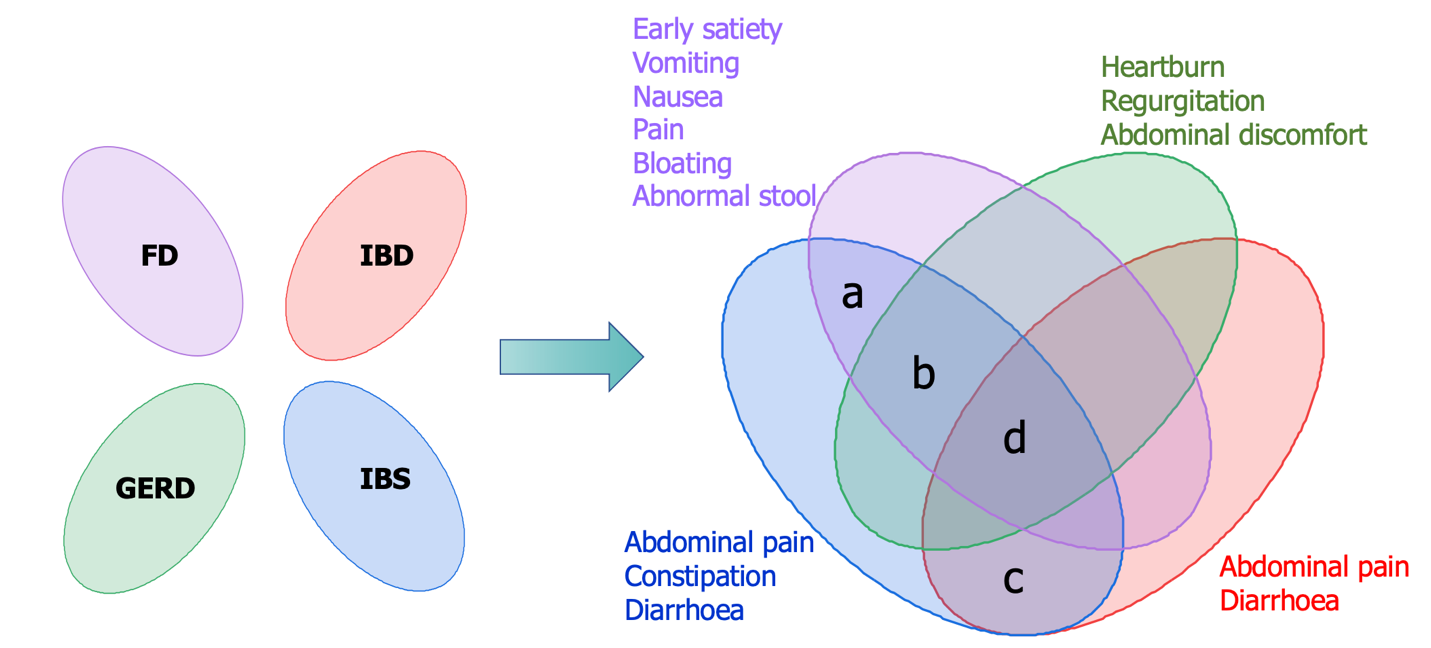 FD
IBD
GERD
IBS
Early satiety
Vomiting
Nausea
Pain
Bloating
Abnormal stool
Heartburn
Regurgitation
Abdominal discomfort
a
b
d
c
Abdominal pain
Constipation
Diarrhoea
Abdominal pain
Diarrhoea